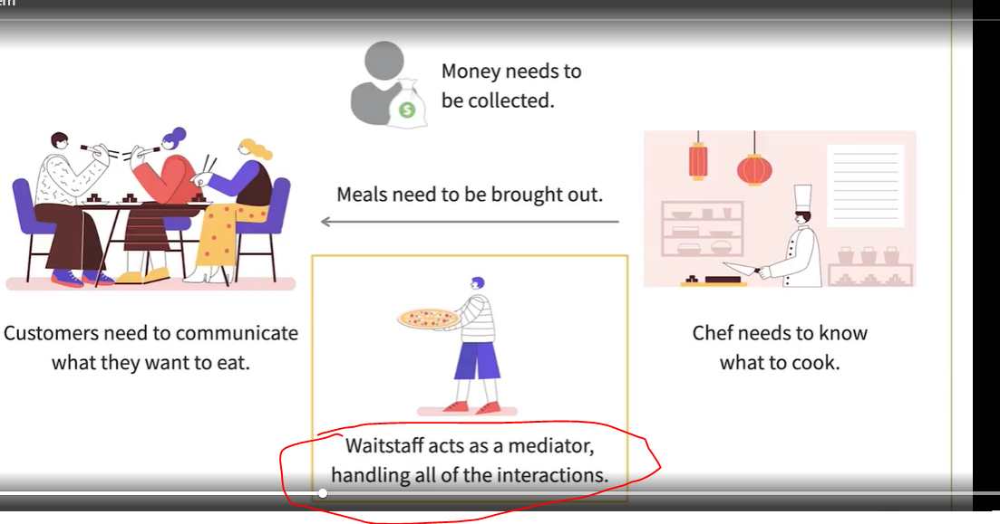 Money needs to
be collected.
Meals need to be brought out.
Customers need to communicate
what they want to eat.
Chef needs to know
what to cook.
Waitstaff acts as a mediator,
handling all of the interactions.